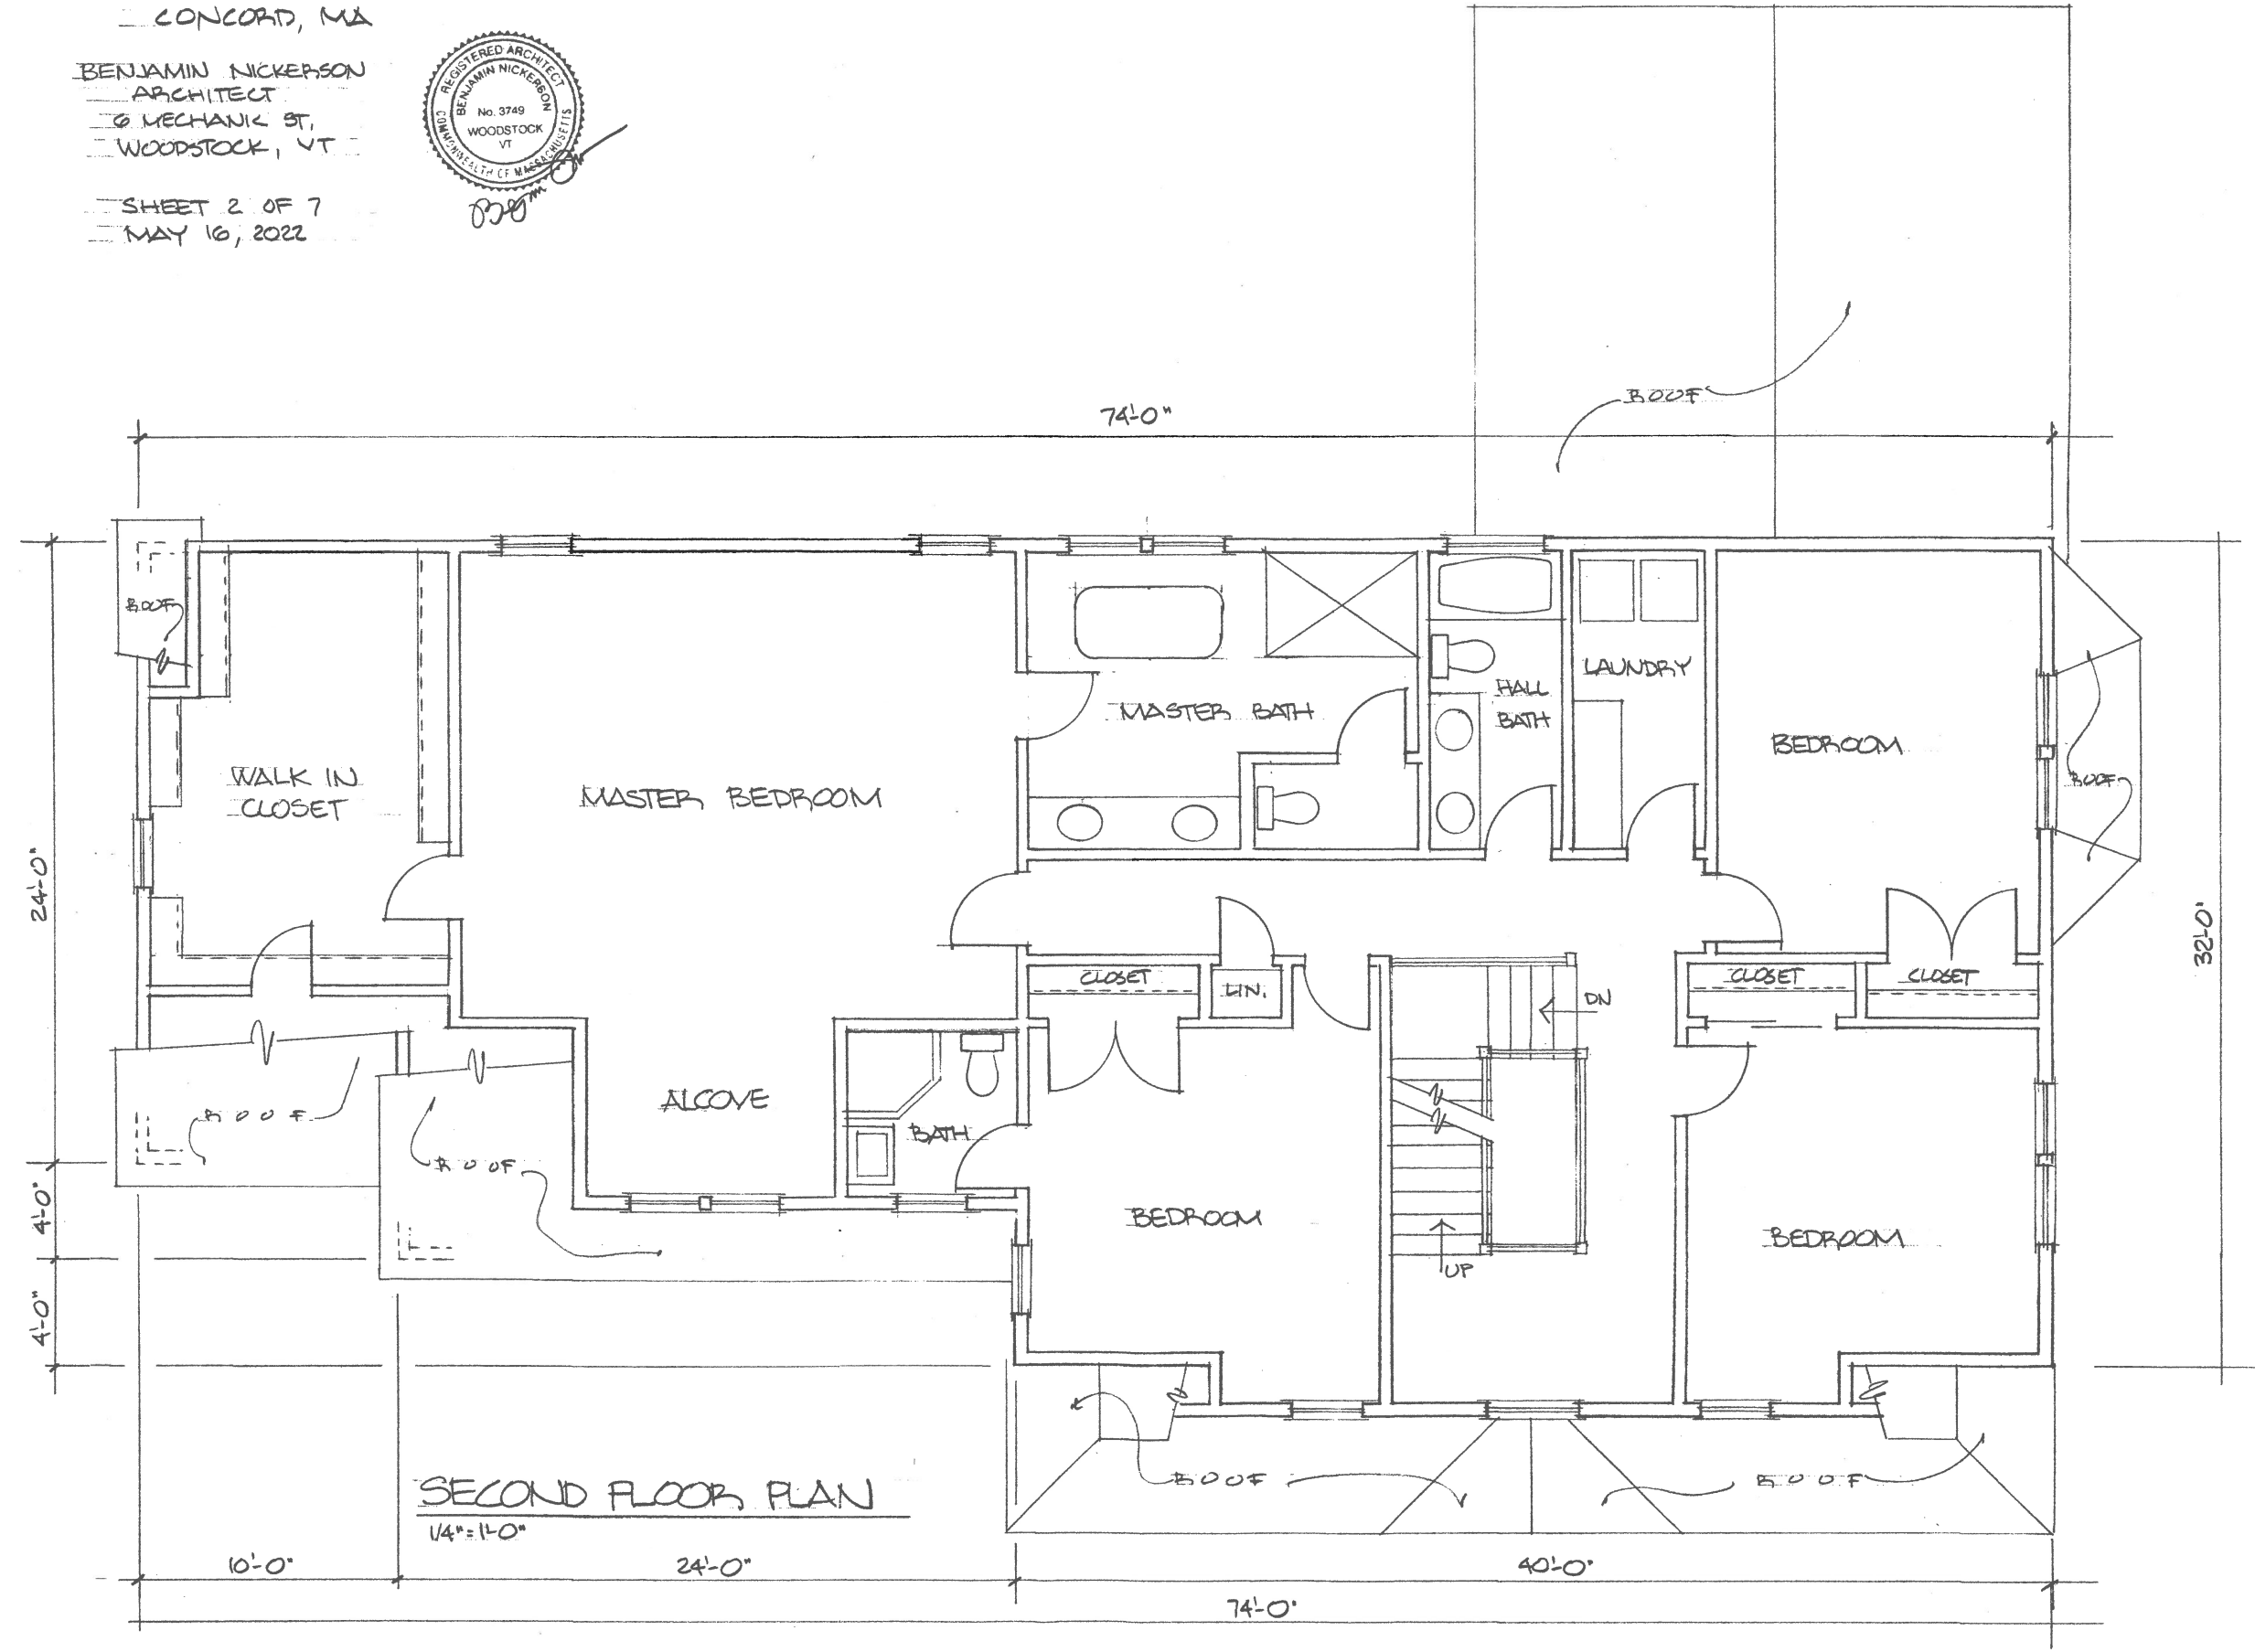 CONCORD, MA
BENJAMIN NICKERSON
ARCHITECT
6 MECHANIC ST,
WOODSTOCK, VT
SHEET 2 OF 7
MAY 16, 2022
REGISTERED ARCHITECT
BENJAMIN NICKERSON
No. 3749
WOODSTOCK
VT
COMMONWEALTH OF MASSACHUSETTS
ROOF
74'-0"
ROOF
LAUNDRY
HALL
BATH
MASTER BATH
BEDROOM
WALK IN
CLOSET
MASTER BEDROOM
ROOF
24'-0"
32'-0"
CLOSET
LIN.
CLOSET
CLOSET
DN
ALCOVE
ROOF
BATH
ROOF
4'-0"
BEDROOM
BEDROOM
UP
4'-0"
ROOF
ROOF
SECOND FLOOR PLAN
1/4"=1'-0"
10'-0"
24'-0"
40'-0"
74'-0"